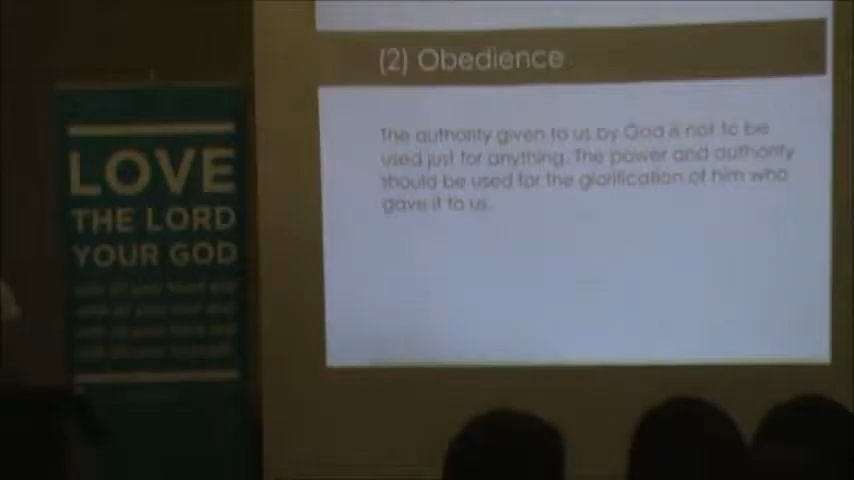 LOVE
THE LORD
YOUR GOD
(2) Obedience
The authority given to us by God is not to be
used just for anything. The power and authority
should be used for the glorification of him who
gave it to us.